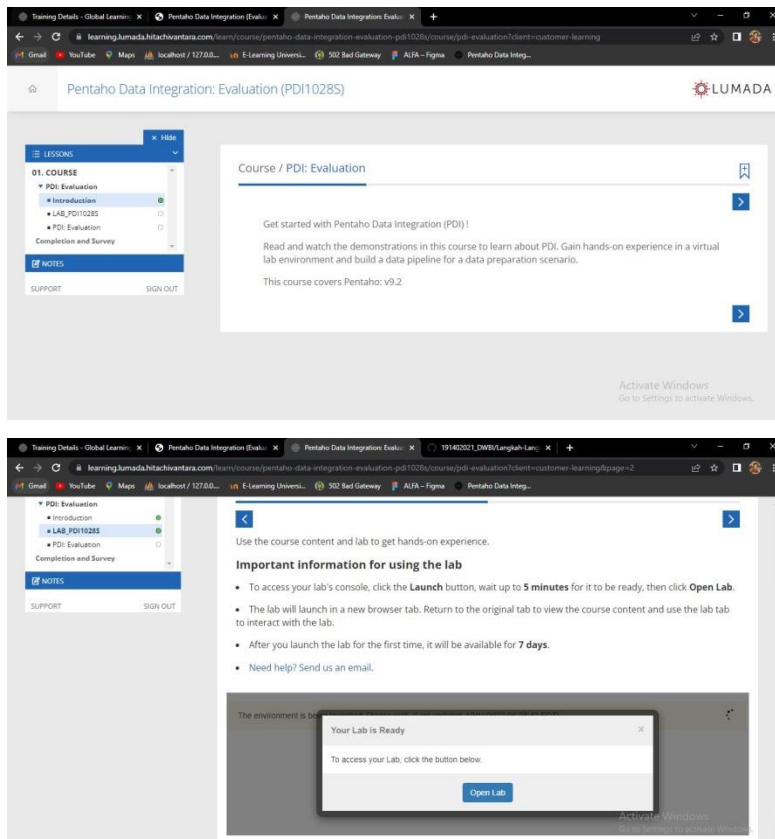 Training Details - Global Learning
Pentaho Data Integration (Evalu
Pentaho Data Integration: Evalu
learning.lumada.hitachivantara.com/learn/course/pentaho-data-integration-evaluation-pdi1028s/course/pdi-evaluation?client=customer-learning
Gmail YouTube Maps localhost / 127.0.0... E-Learning Universi... 502 Bad Gateway ALFA – Figma Pentaho Data Integ...
Pentaho Data Integration: Evaluation (PDI1028S)
LUMADA
× Hide
LESSONS
01. COURSE
PDI: Evaluation
Introduction
LAB_PDI1028S
PDI: Evaluation
Completion and Survey
NOTES
SUPPORT SIGN OUT
Course / PDI: Evaluation
Get started with Pentaho Data Integration (PDI) !
Read and watch the demonstrations in this course to learn about PDI. Gain hands-on experience in a virtual
lab environment and build a data pipeline for a data preparation scenario.
This course covers Pentaho: v9.2
Activate Windows
Go to Settings to activate Windows.
Training Details - Global Learning
Pentaho Data Integration (Evalu
Pentaho Data Integration: Evalu
191402021_DWBI/Langkah-Lang
learning.lumada.hitachivantara.com/learn/course/pentaho-data-integration-evaluation-pdi1028s/course/pdi-evaluation?client=customer-learning&page=2
Gmail YouTube Maps localhost / 127.0.0... E-Learning Universi... 502 Bad Gateway ALFA – Figma Pentaho Data Integ...
PDI: Evaluation
Introduction
LAB_PDI1028S
PDI: Evaluation
Completion and Survey
NOTES
SUPPORT SIGN OUT
Use the course content and lab to get hands-on experience.
Important information for using the lab
• To access your lab's console, click the Launch button, wait up to 5 minutes for it to be ready, then click Open Lab.
• The lab will launch in a new browser tab. Return to the original tab to view the course content and use the lab tab
to interact with the lab.
• After you launch the lab for the first time, it will be available for 7 days.
• Need help? Send us an email.
The environment is be
Your Lab is Ready ×
To access your Lab, click the button below.
Open Lab
Activate Windows
Go to Settings to activate Windows.